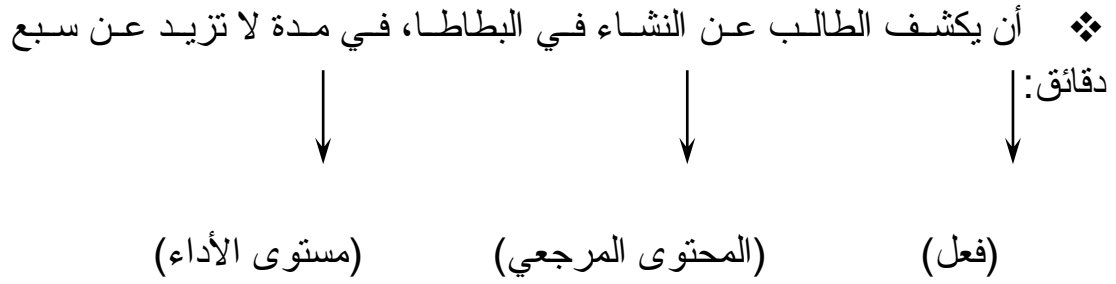 ❖ أن يكشف الطالب عن النشاء في البطاطا، في مدة لا تزيد عن سبع
دقائق:
(فعل) (المحتوى المرجعي) (مستوى الأداء)